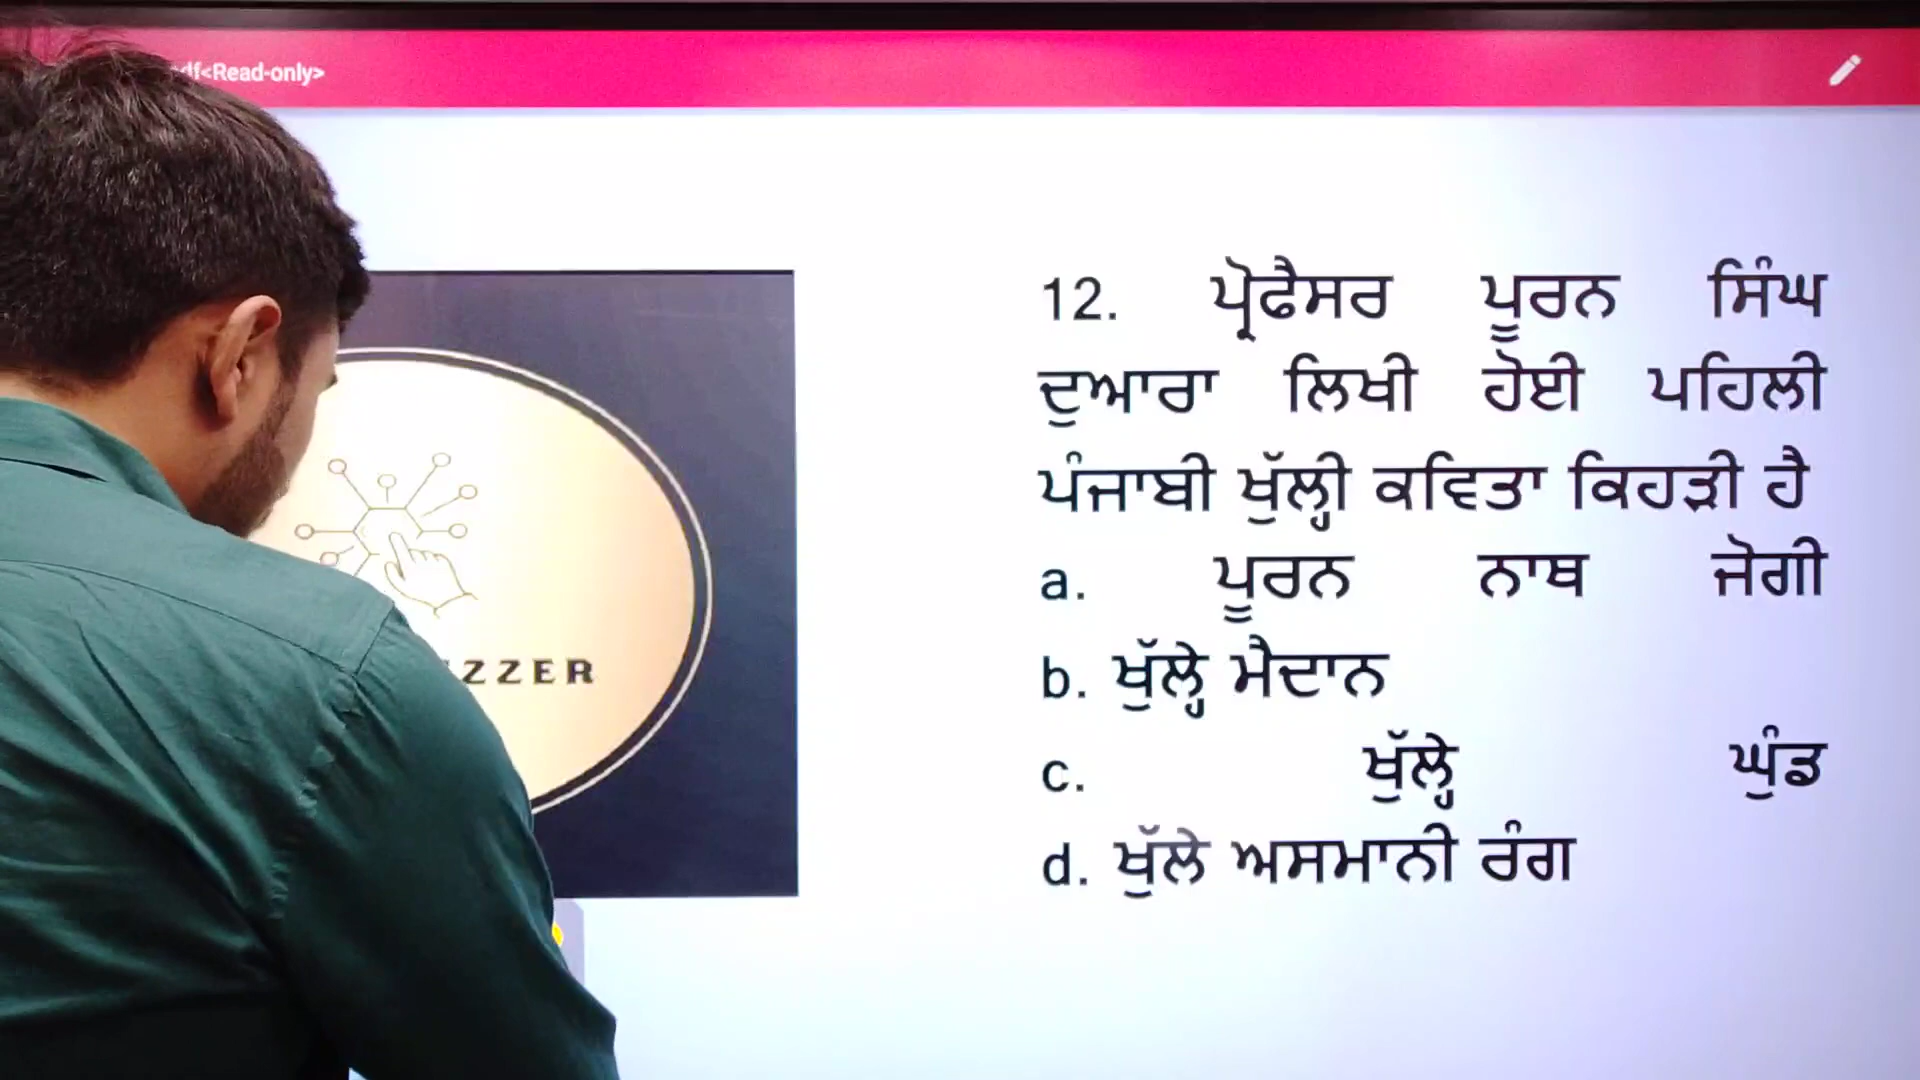 df<Read-only>
ZZER
12. ਪ੍ਰੋਫੈਸਰ ਪੂਰਨ ਸਿੰਘ
ਦੁਆਰਾ ਲਿਖੀ ਹੋਈ ਪਹਿਲੀ
ਪੰਜਾਬੀ ਖੁੱਲ੍ਹੀ ਕਵਿਤਾ ਕਿਹੜੀ ਹੈ
a. ਪੂਰਨ ਨਾਥ ਜੋਗੀ
b. ਖੁੱਲ੍ਹੇ ਮੈਦਾਨ
c. ਖੁੱਲ੍ਹੇ ਘੁੰਡ
d. ਖੁੱਲੇ ਅਸਮਾਨੀ ਰੰਗ